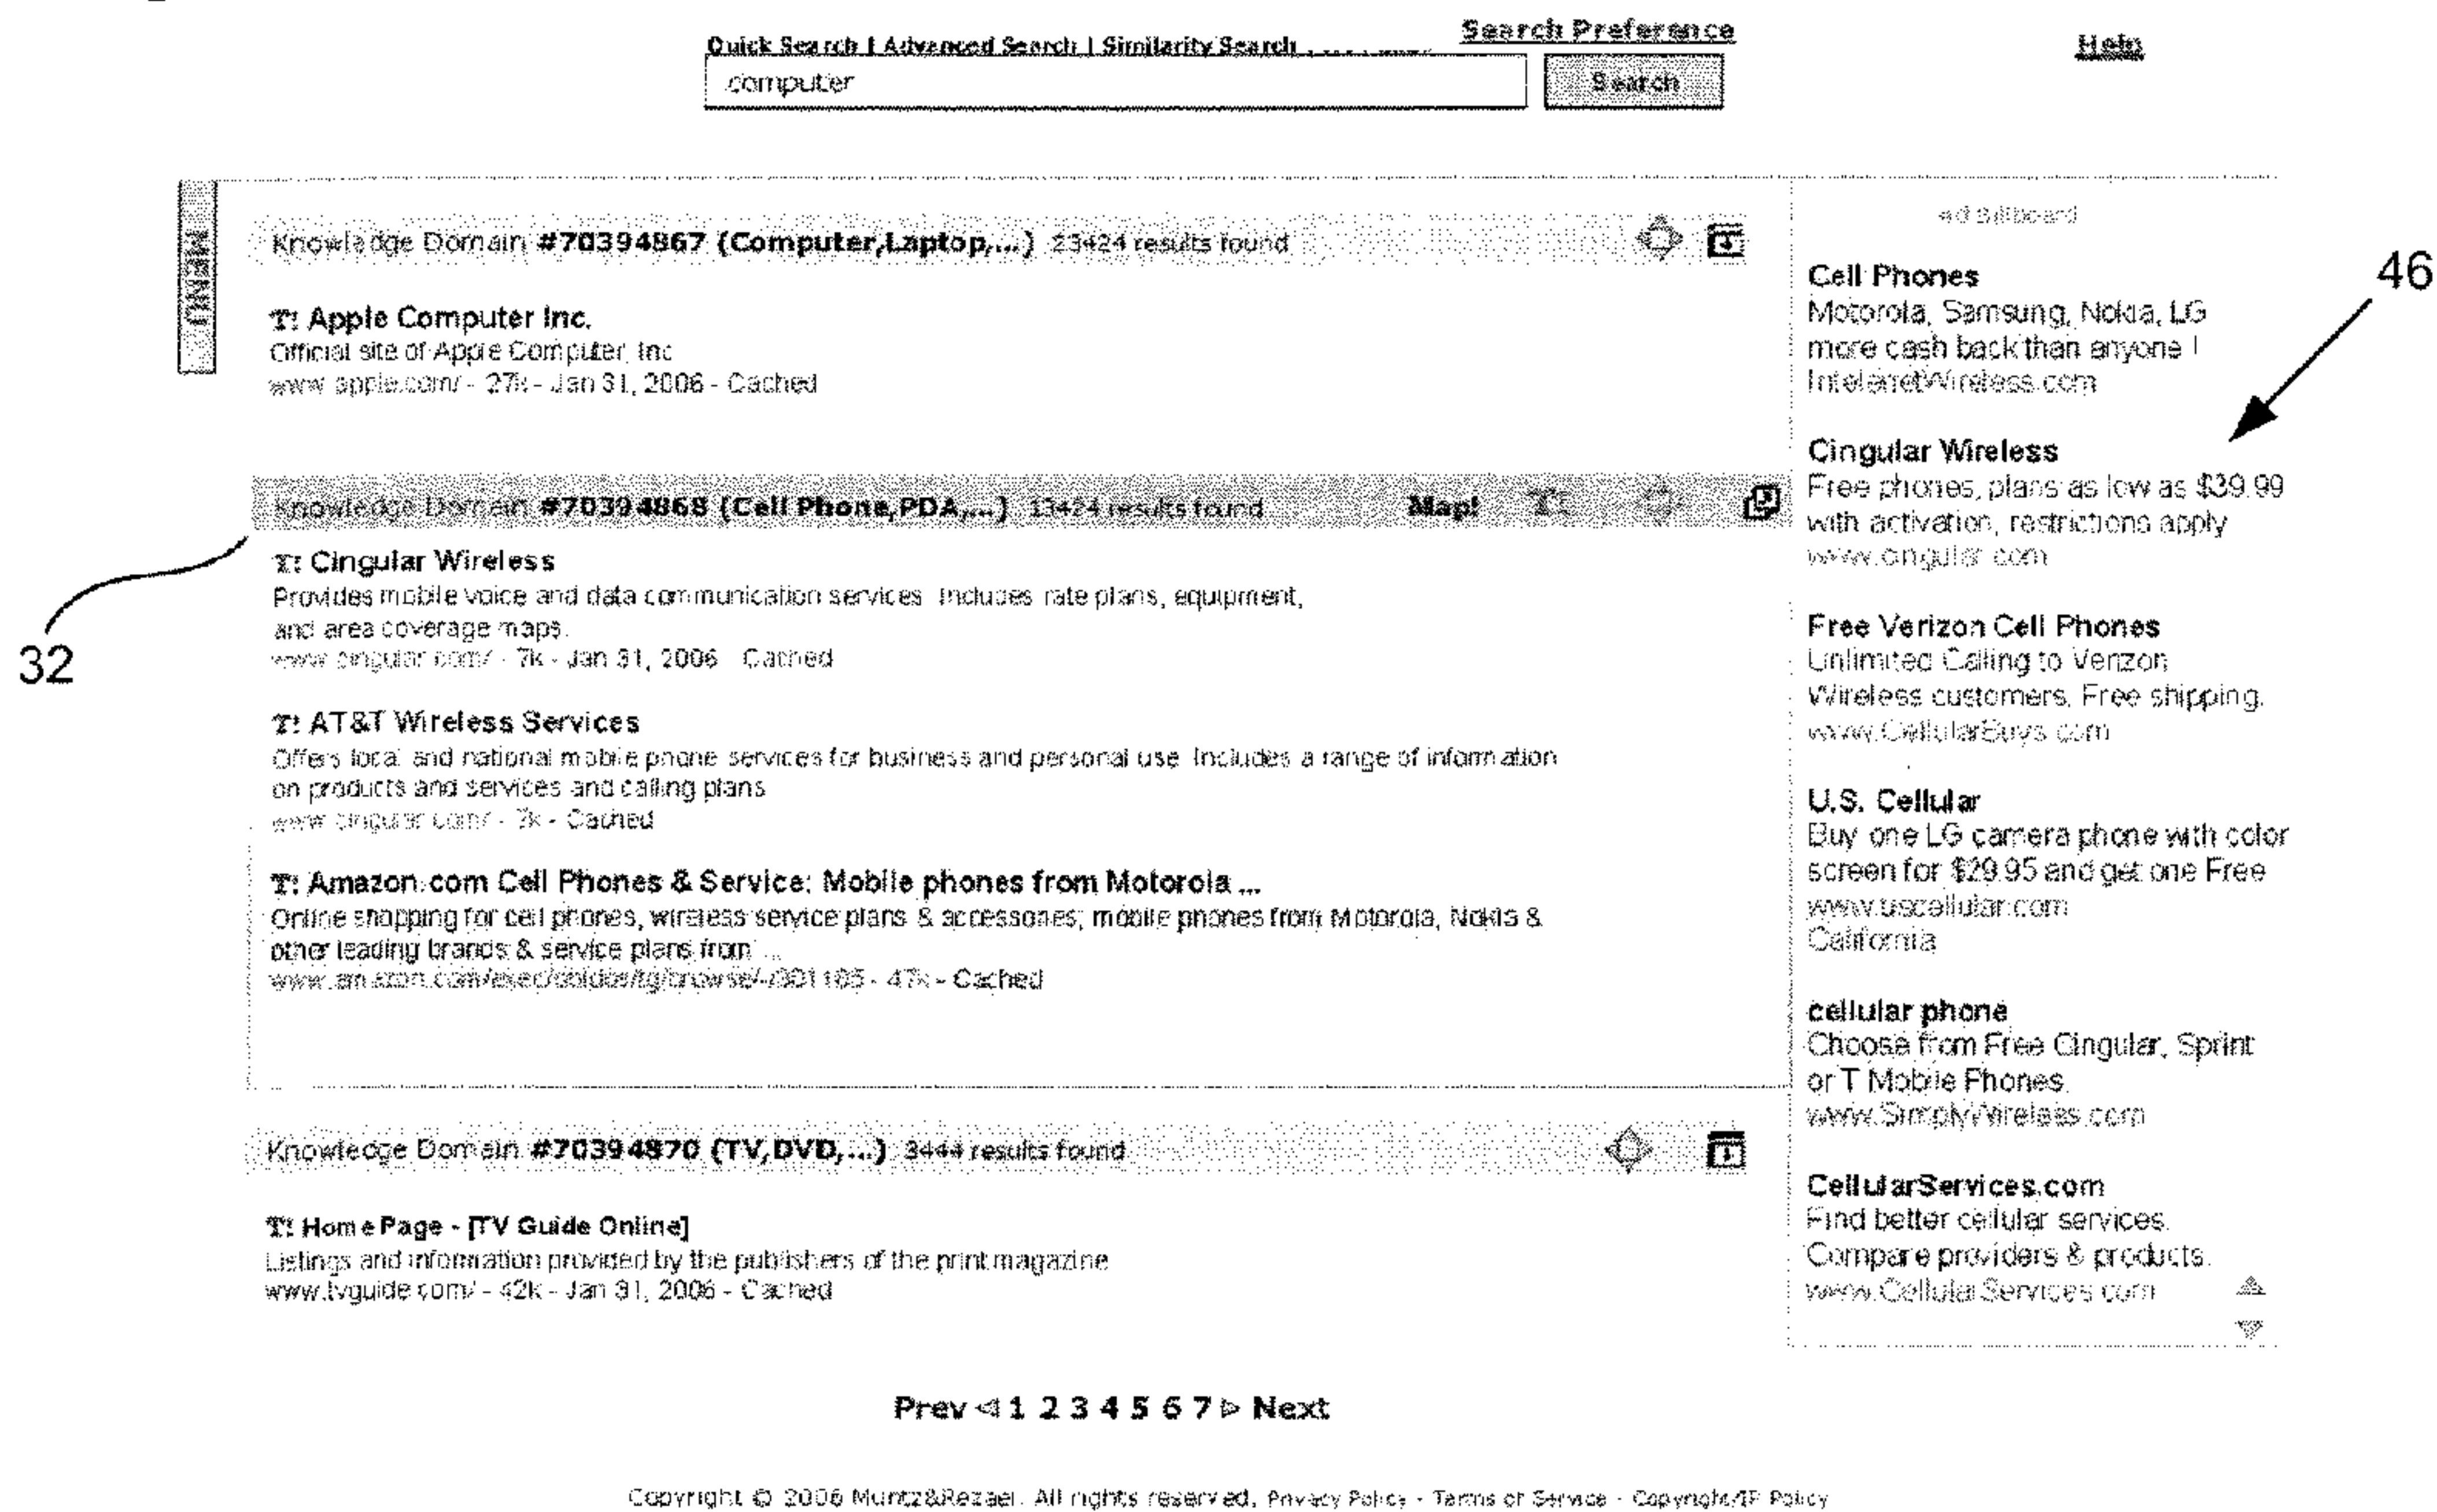 Quick Search | Advanced Search | Similarity Search
Search Preference
Help
computer
Search
MENU
Knowledge Domain #70394867 (Computer,Laptop,...) 23424 results found
T: Apple Computer Inc.
Official site of Apple Computer, Inc
www.apple.com/ - 27k - Jan 31, 2006 - Cached
Knowledge Domain #70394868 (Cell Phone,PDA,...) 13424 results found Map! T:
32
T: Cingular Wireless
Provides mobile voice and data communication services. Includes rate plans, equipment,
and area coverage maps.
www.cingular.com/ - 7k - Jan 31, 2006 - Cached
T: AT&T Wireless Services
Offers local and national mobile phone services for business and personal use. Includes a range of information
on products and services and calling plans
www.cingular.com/ - 7k - Cached
T: Amazon.com Cell Phones & Service: Mobile phones from Motorola ...
Online shopping for cell phones, wireless service plans & accessories; mobile phones from Motorola, Nokia &
other leading brands & service plans from ...
www.amazon.com/exec/obidos/tg/browse/-/301185 - 47k - Cached
Knowledge Domain #70394870 (TV,DVD,...) 3444 results found
T: Home Page - [TV Guide Online]
Listings and information provided by the publishers of the print magazine
www.tvguide.com/ - 42k - Jan 31, 2006 - Cached
ad Billboard
46
Cell Phones
Motorola, Samsung, Nokia, LG
more cash back than anyone !
Cingular Wireless
Free phones, plans as low as $39.99
with activation, restrictions apply
www.cingular.com
Free Verizon Cell Phones
Unlimited Calling to Verizon
Wireless customers, Free shipping.
www.CellularBuys.com
U.S. Cellular
Buy one LG camera phone with color
screen for $29.95 and get one Free
www.uscellular.com
California
cellular phone
Choose from Free Cingular, Sprint
or T Mobile Phones.
www.SimplyWireless.com
CellularServices.com
Find better cellular services.
Compare providers & products.
www.CellularServices.com
Prev 1 2 3 4 5 6 7 Next
Copyright © 2006 Muntz&Rezaei. All rights reserved. Privacy Policy - Terms of Service - Copyright/IP Policy